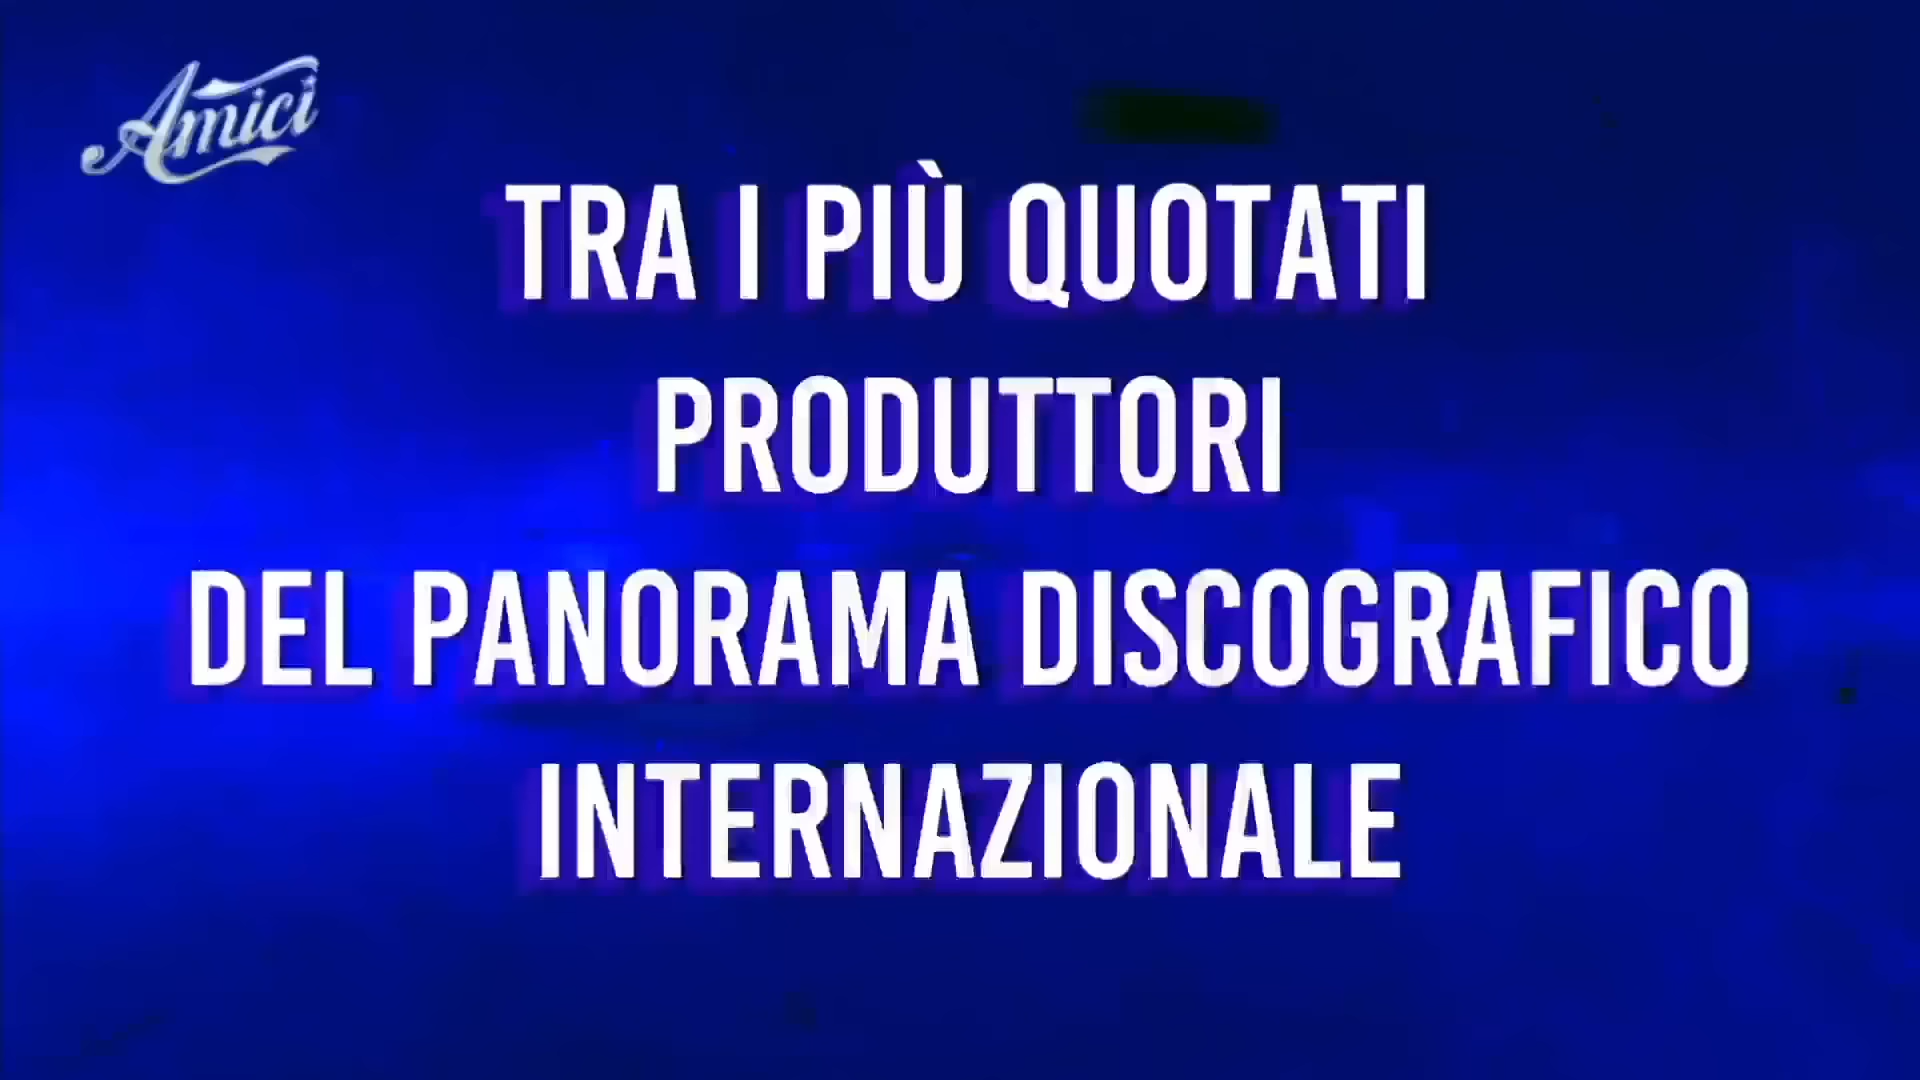 Amici
TRA I PIÙ QUOTATI
PRODUTTORI
DEL PANORAMA DISCOGRAFICO
INTERNAZIONALE